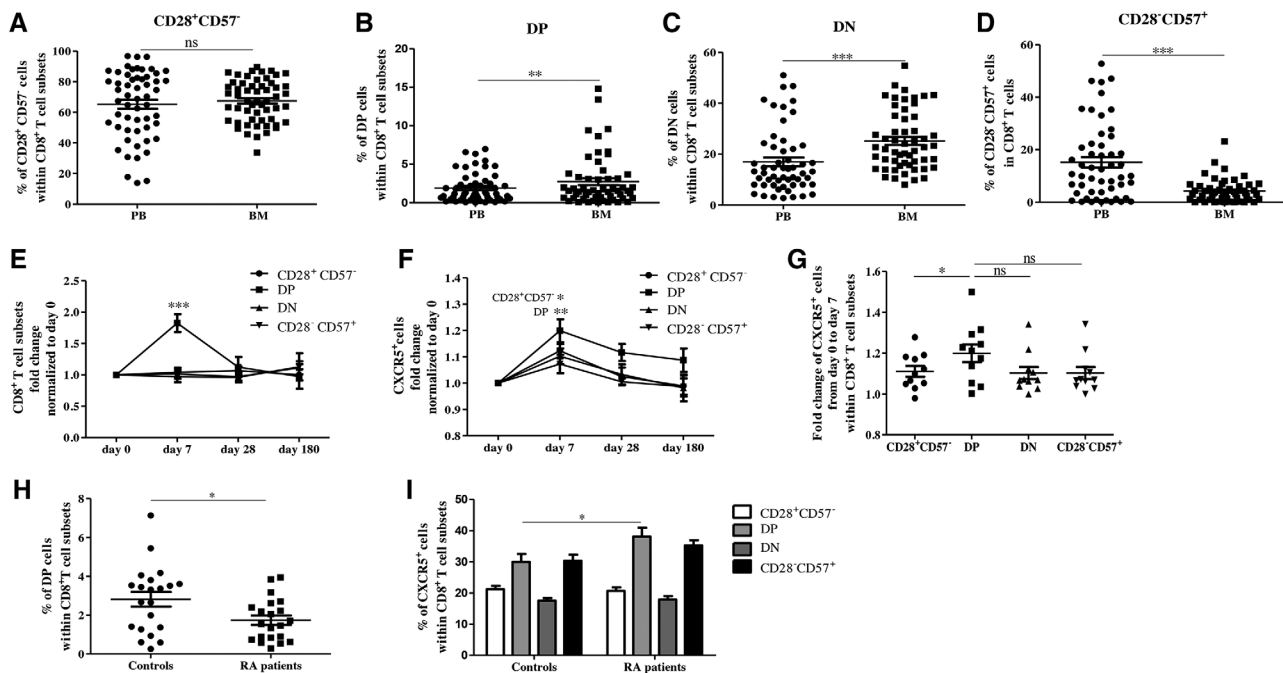 A
CD28⁺CD57⁻
ns
% of CD28⁺ CD57⁻ cells
within CD8⁺ T cell subsets
100
80
60
40
20
0
PB
BM
B
DP
**
% of DP cells
within CD8⁺ T cell subsets
20
15
10
5
0
PB
BM
C
DN
***
% of DN cells
within CD8⁺ T cell subsets
60
40
20
0
PB
BM
D
CD28⁻CD57⁺
***
% of CD28⁻CD57⁺ cells
in CD8⁺ T cells
60
40
20
0
PB
BM
E
CD8⁺ T cell subsets
fold change
normalized to day 0
2.5
2.0
1.5
1.0
0.5
0.0
***
CD28⁺ CD57⁻
DP
DN
CD28⁻ CD57⁺
day 0
day 7
day 28
day 180
F
CXCR5⁺cells
fold change
normalized to day 0
1.4
1.2
1.0
0.8
CD28⁺CD57⁻ *
DP **
CD28⁺ CD57⁻
DP
DN
CD28⁻ CD57⁺
day 0
day 7
day 28
day 180
G
Fold change of CXCR5⁺ cells
from day 0 to day 7
within CD8⁺ T cell subsets
1.6
1.4
1.2
1.0
0.8
*
ns
ns
CD28⁺CD57⁻
DP
DN
CD28⁻CD57⁺
H
% of DP cells
within CD8⁺T cell subsets
8
6
4
2
0
*
Controls
RA patients
I
% of CXCR5⁺ cells
within CD8⁺ T cell subsets
50
40
30
20
10
0
*
CD28⁺CD57⁻
DP
DN
CD28⁻CD57⁺
Controls
RA patients